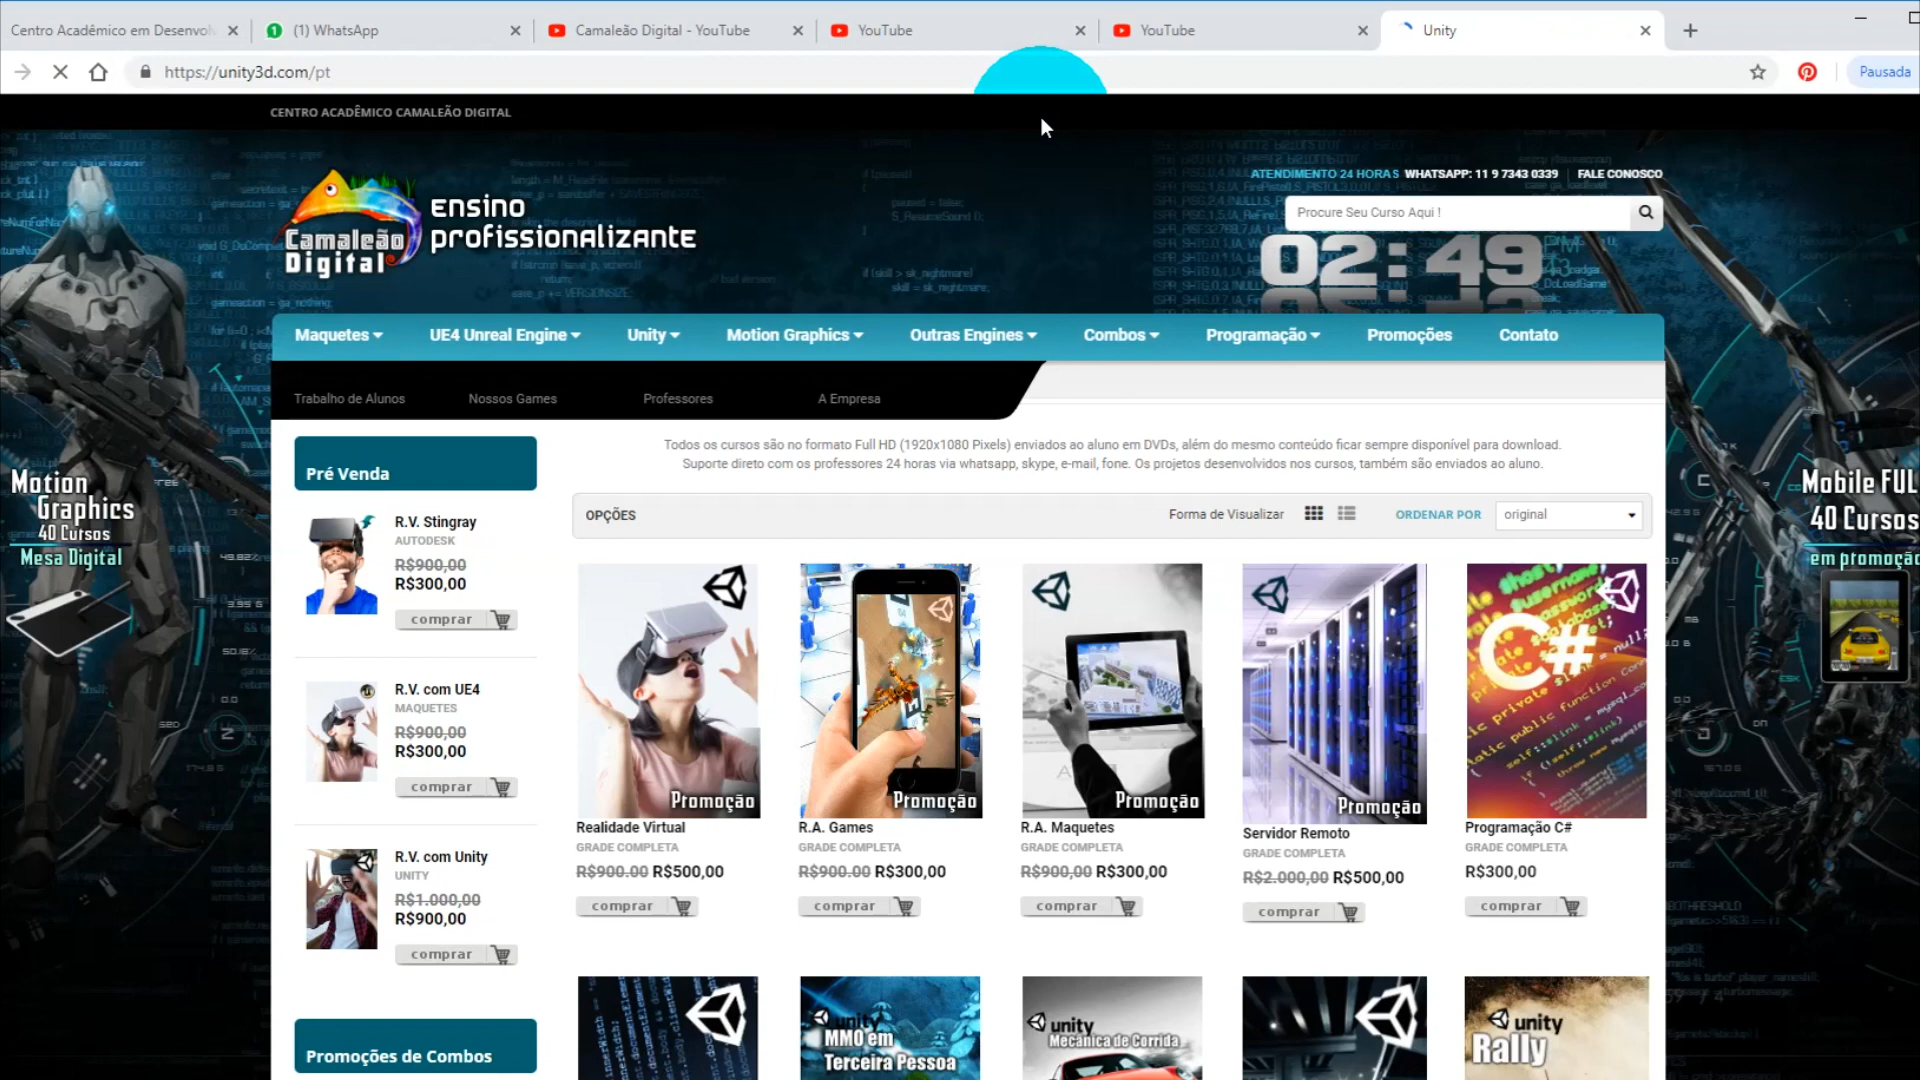 Centro Acadêmico em Desenvol
(1) WhatsApp
Camaleão Digital - YouTube
YouTube
YouTube
Unity
https://unity3d.com/pt
Pausada
CENTRO ACADÊMICO CAMALEÃO DIGITAL
Camaleão
Digital
ensino
profissionalizante
ATENDIMENTO 24 HORAS WHATSAPP: 11 9 7343 0339 FALE CONOSCO
Procure Seu Curso Aqui !
02:49
Maquetes UE4 Unreal Engine Unity Motion Graphics Outras Engines Combos Programação Promoções Contato
Trabalho de Alunos Nossos Games Professores A Empresa
Todos os cursos são no formato Full HD (1920x1080 Pixels) enviados ao aluno em DVDs, além do mesmo conteúdo ficar sempre disponível para download.
Suporte direto com os professores 24 horas via whatsapp, skype, e-mail, fone. Os projetos desenvolvidos nos cursos, também são enviados ao aluno.
Motion
Graphics
40 Cursos
Mesa Digital
Mobile FUL
40 Cursos
em promoção
Pré Venda
R.V. Stingray
AUTODESK
R$900,00
R$300,00
comprar
R.V. com UE4
MAQUETES
R$900,00
R$300,00
comprar
R.V. com Unity
UNITY
R$1.000,00
R$900,00
comprar
Promoções de Combos
OPÇÕES
Forma de Visualizar
ORDENAR POR
original
Promoção
Realidade Virtual
GRADE COMPLETA
R$900.00 R$500,00
comprar
Promoção
R.A. Games
GRADE COMPLETA
R$900.00 R$300,00
comprar
Promoção
R.A. Maquetes
GRADE COMPLETA
R$900,00 R$300,00
comprar
Promoção
Servidor Remoto
GRADE COMPLETA
R$2.000,00 R$500,00
comprar
C#
Programação C#
GRADE COMPLETA
R$300,00
comprar
unity
MMO em
Terceira Pessoa
unity
Mecânica de Corrida
unity
Rally